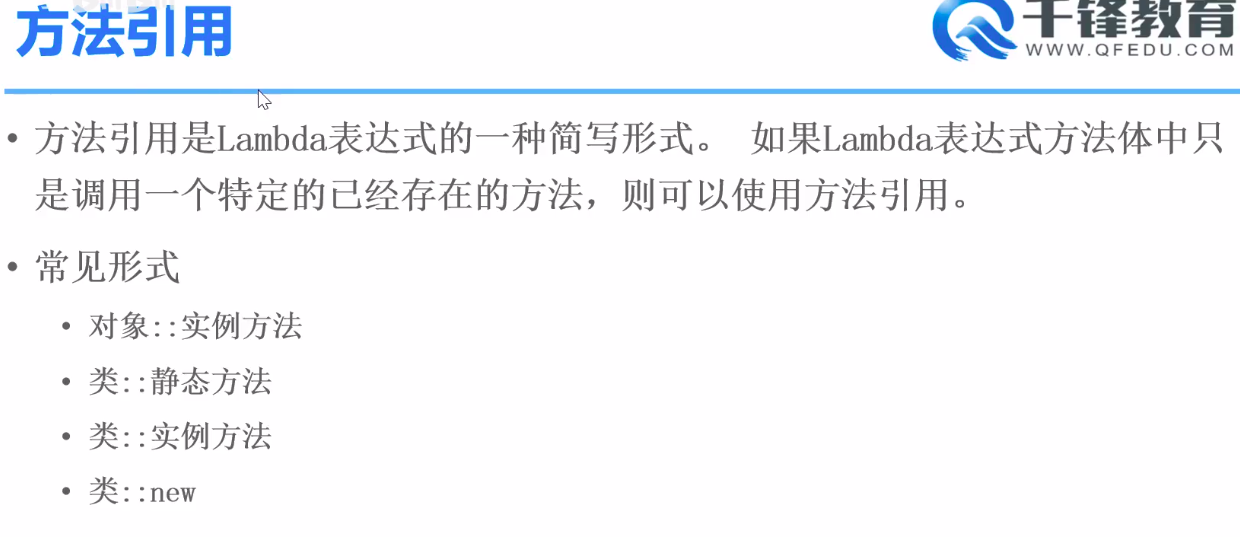 方法引用
千锋教育
WWW.QFEDU.COM
• 方法引用是Lambda表达式的一种简写形式。 如果Lambda表达式方法体中只
是调用一个特定的已经存在的方法，则可以使用方法引用。
• 常见形式
• 对象::实例方法
• 类::静态方法
• 类::实例方法
• 类::new